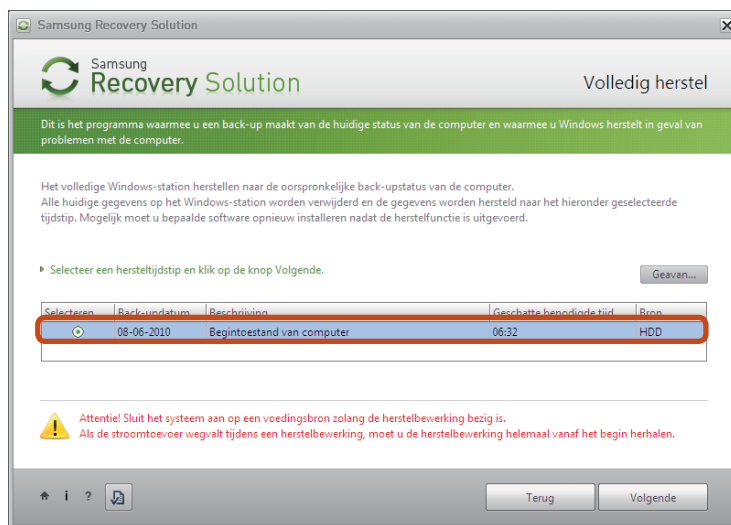 Samsung Recovery Solution
Samsung
Recovery Solution
Volledig herstel
Dit is het programma waarmee u een back-up maakt van de huidige status van de computer en waarmee u Windows herstelt in geval van
problemen met de computer.
Het volledige Windows-station herstellen naar de oorspronkelijke back-upstatus van de computer.
Alle huidige gegevens op het Windows-station worden verwijderd en de gegevens worden hersteld naar het hieronder geselecteerde
tijdstip. Mogelijk moet u bepaalde software opnieuw installeren nadat de herstelfunctie is uitgevoerd.
Selecteer een hersteltijdstip en klik op de knop Volgende.
Geavan...
Selecteren Back-updatum Beschrijving Geschatte benodigde tijd Bron
08-06-2010 Begintoestand van computer 06:32 HDD
Attentie! Sluit het systeem aan op een voedingsbron zolang de herstelbewerking bezig is.
Als de stroomtoevoer wegvalt tijdens een herstelbewerking, moet u de herstelbewerking helemaal vanaf het begin herhalen.
i ?
Terug
Volgende